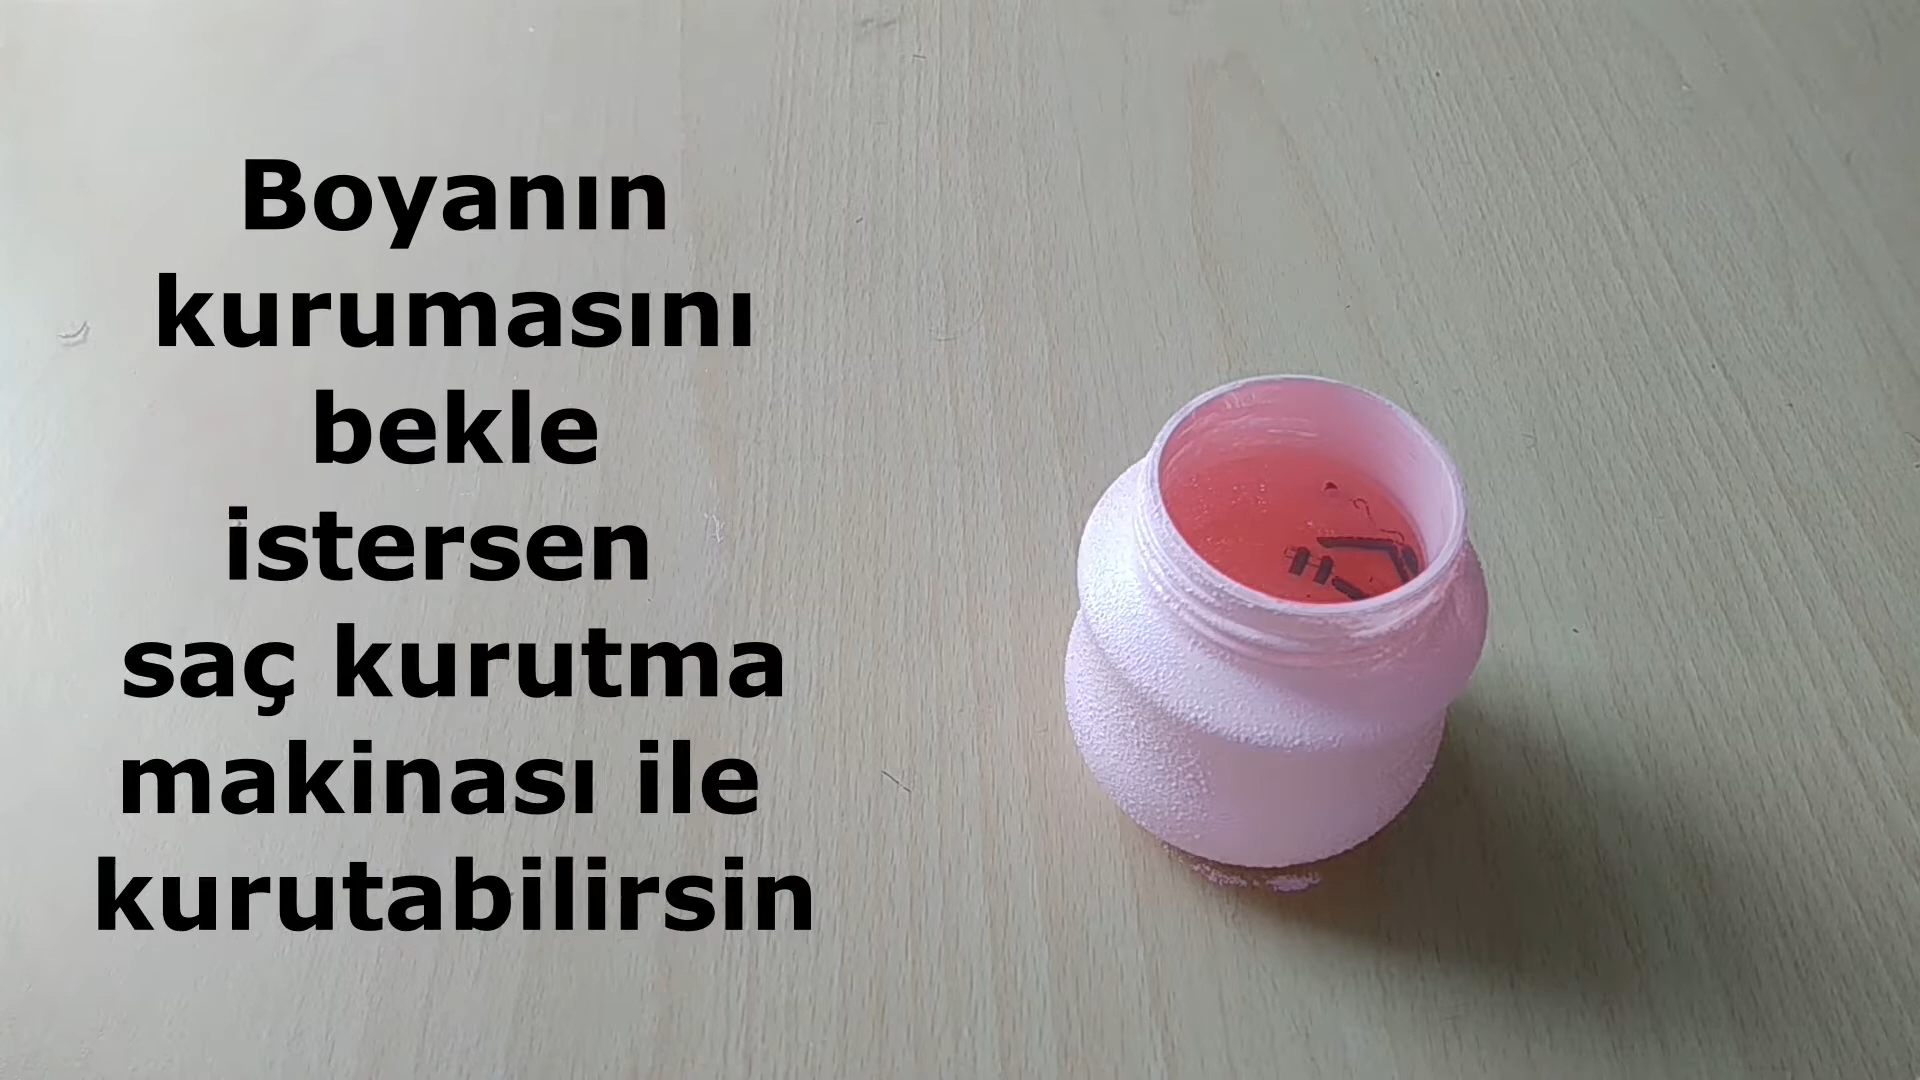 Boyanın
kurumasını
bekle
istersen
saç kurutma
makinası ile
kurutabilirsin